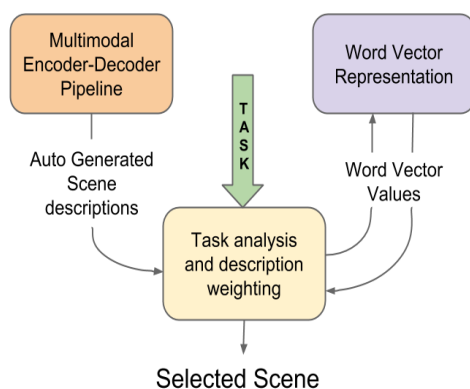 Multimodal
Encoder-Decoder
Pipeline
Word Vector
Representation
TASK
Auto Generated
Scene
descriptions
Word Vector
Values
Task analysis
and description
weighting
Selected Scene